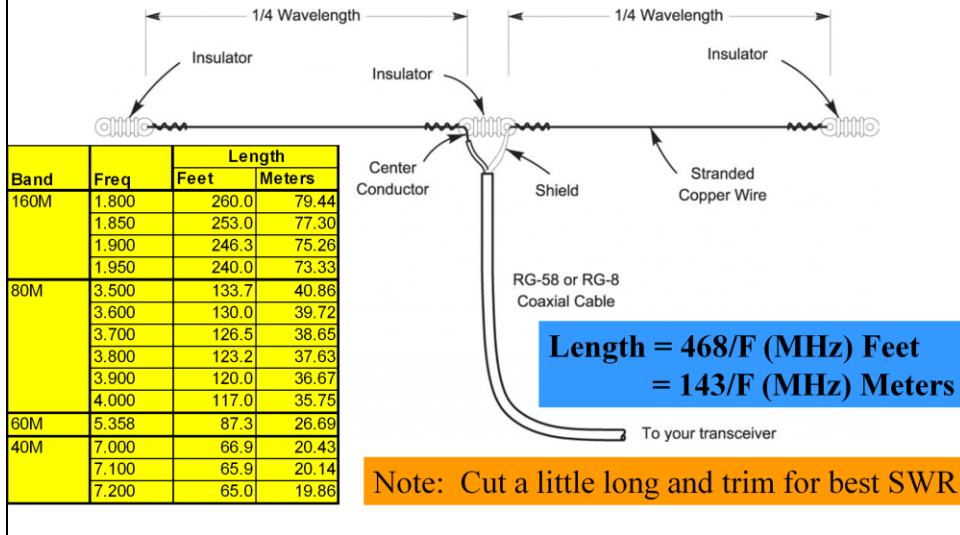 1/4 Wavelength
1/4 Wavelength
Insulator
Insulator
Insulator
Center
Conductor
Shield
Stranded
Copper Wire
Length
Band Freq Feet Meters
160M 1.800 260.0 79.44
1.850 253.0 77.30
1.900 246.3 75.26
1.950 240.0 73.33
80M 3.500 133.7 40.86
3.600 130.0 39.72
3.700 126.5 38.65
3.800 123.2 37.63
3.900 120.0 36.67
4.000 117.0 35.75
60M 5.358 87.3 26.69
40M 7.000 66.9 20.43
7.100 65.9 20.14
7.200 65.0 19.86
RG-58 or RG-8
Coaxial Cable
Length = 468/F (MHz) Feet
= 143/F (MHz) Meters
To your transceiver
Note: Cut a little long and trim for best SWR